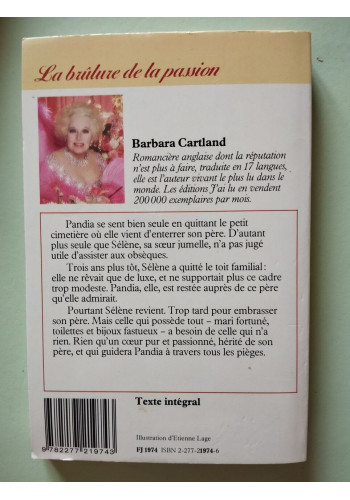 La brûlure de la passion
Barbara Cartland
Romancière anglaise dont la réputation
n'est plus à faire, traduite en 17 langues,
elle est l'auteur vivant le plus lu dans le
monde. Les éditions J'ai lu en vendent
200 000 exemplaires par mois.
Pandia se sent bien seule en quittant le petit
cimetière où elle vient d'enterrer son père. D'autant
plus seule que Sélène, sa sœur jumelle, n'a pas jugé
utile d'assister aux obsèques.
Trois ans plus tôt, Sélène a quitté le toit familial :
elle ne rêvait que de luxe, et ne supportait plus ce cadre
trop modeste. Pandia, elle, est restée auprès de ce père
qu'elle admirait.
Pourtant Sélène revient. Trop tard pour embrasser
son père. Mais celle qui possède tout – mari fortuné,
toilettes et bijoux fastueux – a besoin de celle qui n'a
rien. Rien qu'un cœur pur et passionné, hérité de son
père, et qui guidera Pandia à travers tous les pièges.
Texte intégral
9 782277 219743
Illustration d'Etienne Lage
FJ 1974 ISBN 2-277-21974-6